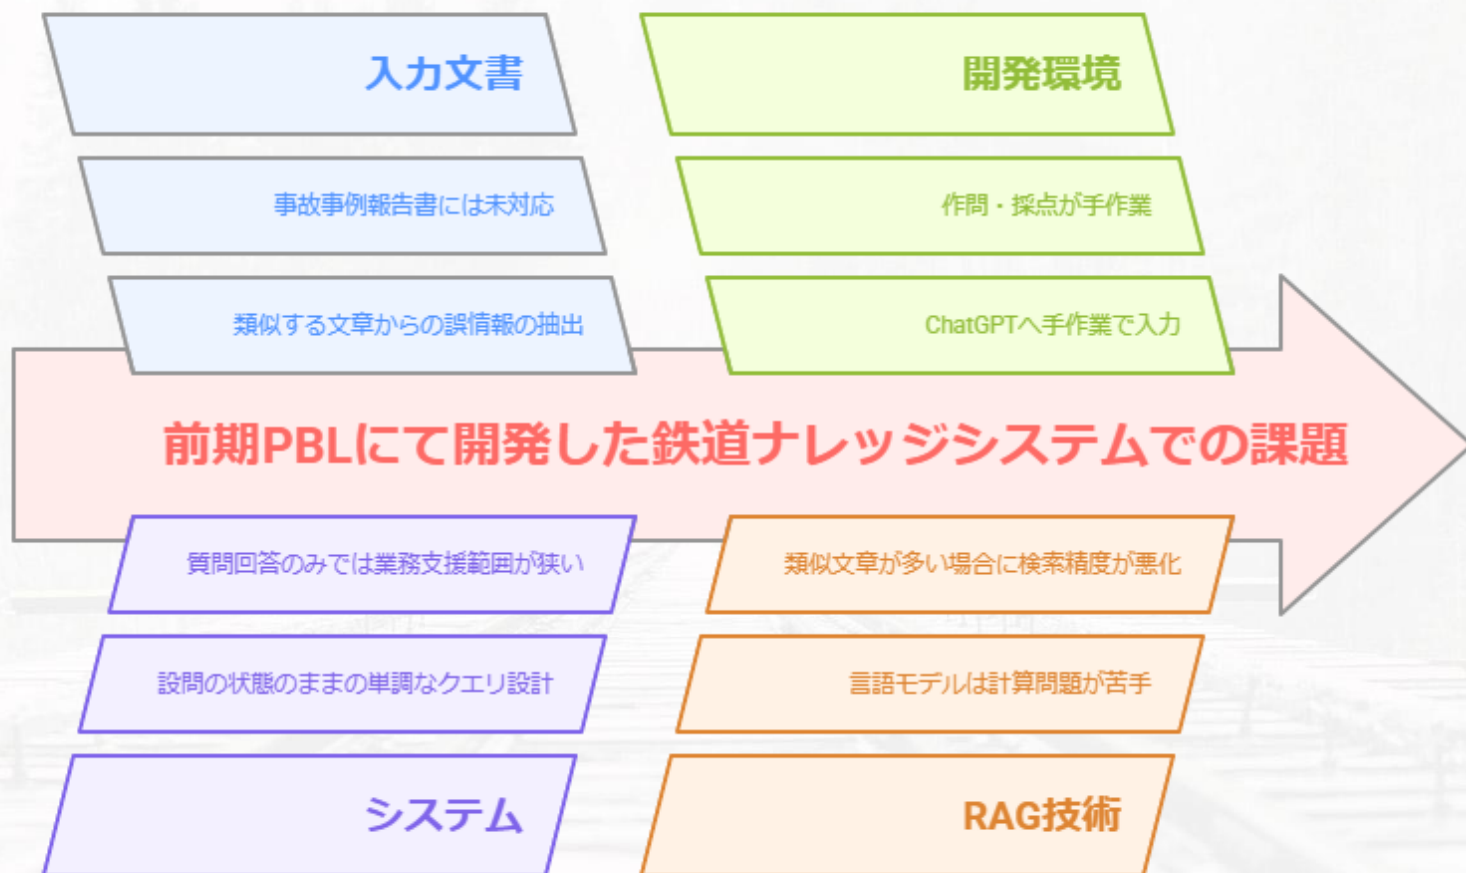 入力文書
事故事例報告書には未対応
類似する文章からの誤情報の抽出
開発環境
作問・採点が手作業
ChatGPTへ手作業で入力
前期PBLにて開発した鉄道ナレッジシステムでの課題
質問回答のみでは業務支援範囲が狭い
設問の状態のままの単調なクエリ設計
システム
類似文章が多い場合に検索精度が悪化
言語モデルは計算問題が苦手
RAG技術